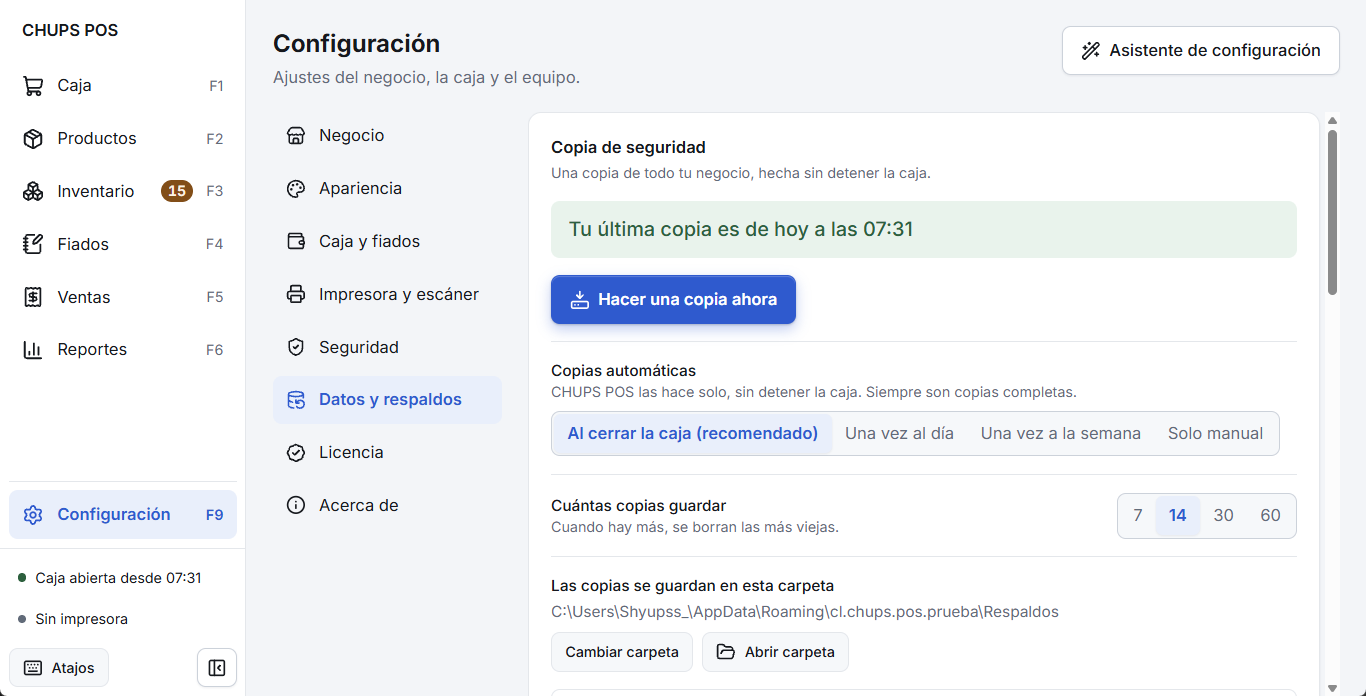 CHUPS POS
Caja F1
Productos F2
Inventario 15 F3
Fiados F4
Ventas F5
Reportes F6
Configuración F9
Caja abierta desde 07:31
Sin impresora
Atajos
Configuración
Ajustes del negocio, la caja y el equipo.
Asistente de configuración
Negocio
Apariencia
Caja y fiados
Impresora y escáner
Seguridad
Datos y respaldos
Licencia
Acerca de
Copia de seguridad
Una copia de todo tu negocio, hecha sin detener la caja.
Tu última copia es de hoy a las 07:31
Hacer una copia ahora
Copias automáticas
CHUPS POS las hace solo, sin detener la caja. Siempre son copias completas.
Al cerrar la caja (recomendado) Una vez al día Una vez a la semana Solo manual
Cuántas copias guardar
Cuando hay más, se borran las más viejas.
7 14 30 60
Las copias se guardan en esta carpeta
C:\Users\Shyupss_\AppData\Roaming\cl.chups.pos.prueba\Respaldos
Cambiar carpeta Abrir carpeta